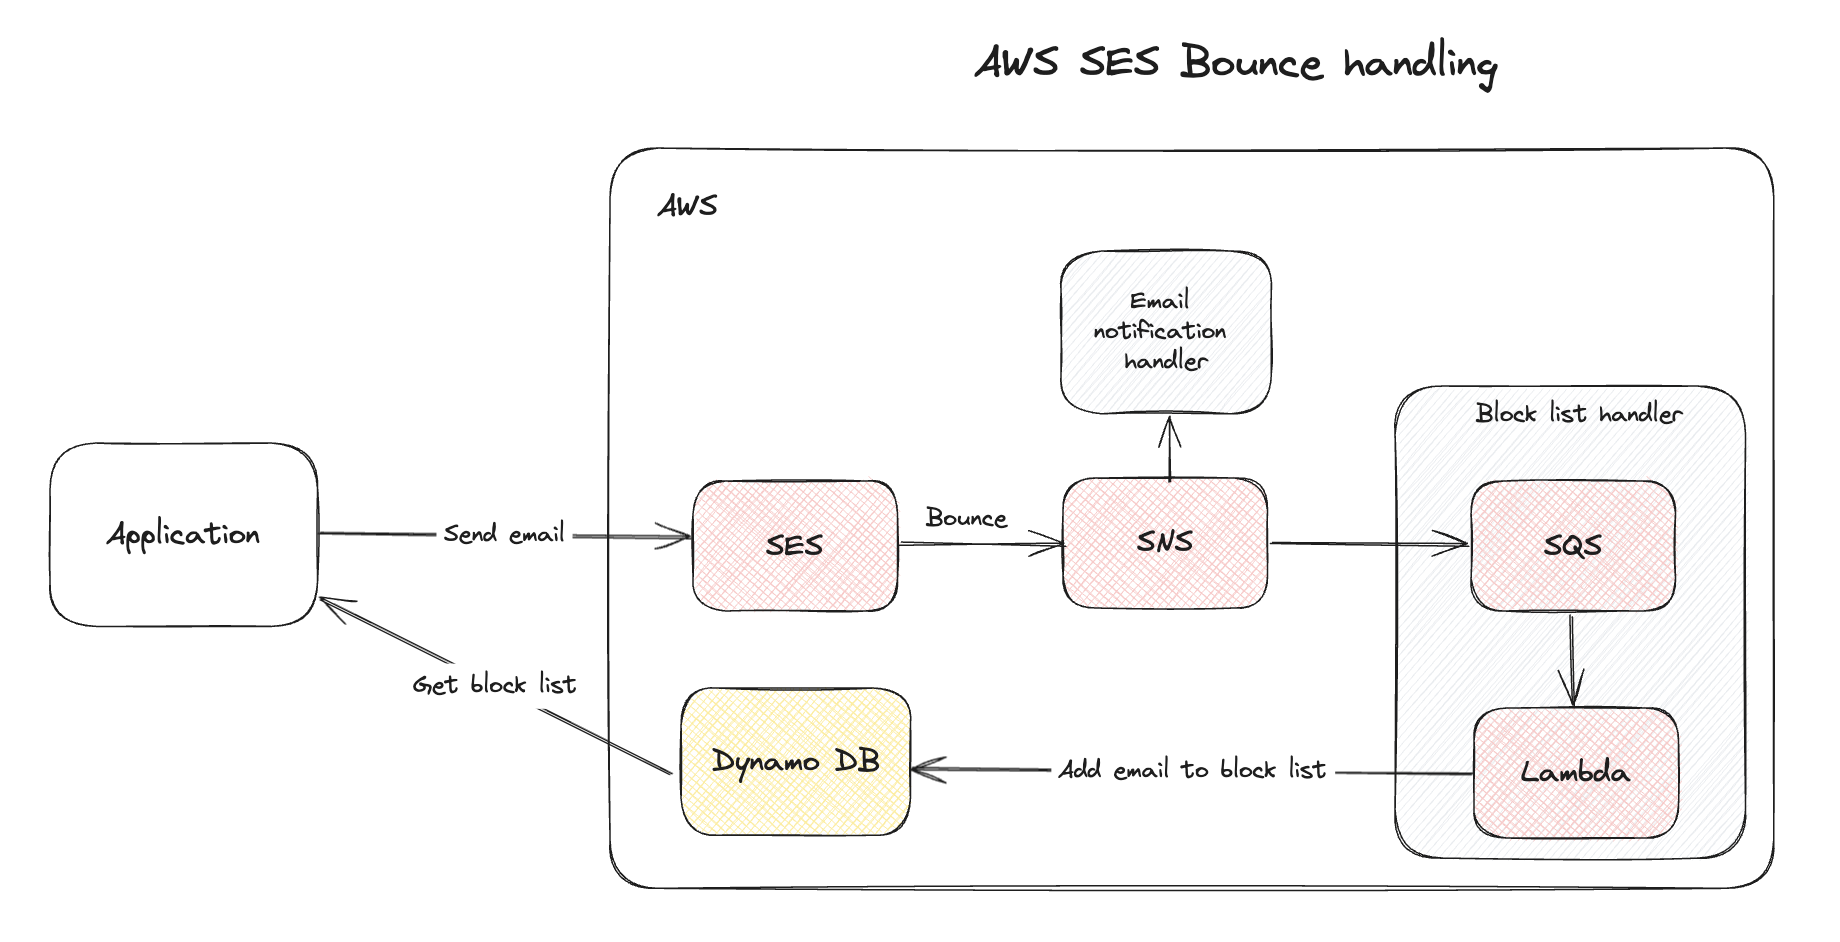 AWS SES Bounce handling
AWS
Email
notification
handler
Block list handler
Application
Send email
SES
Bounce
SNS
SQS
Get block list
Dynamo DB
Add email to block list
Lambda